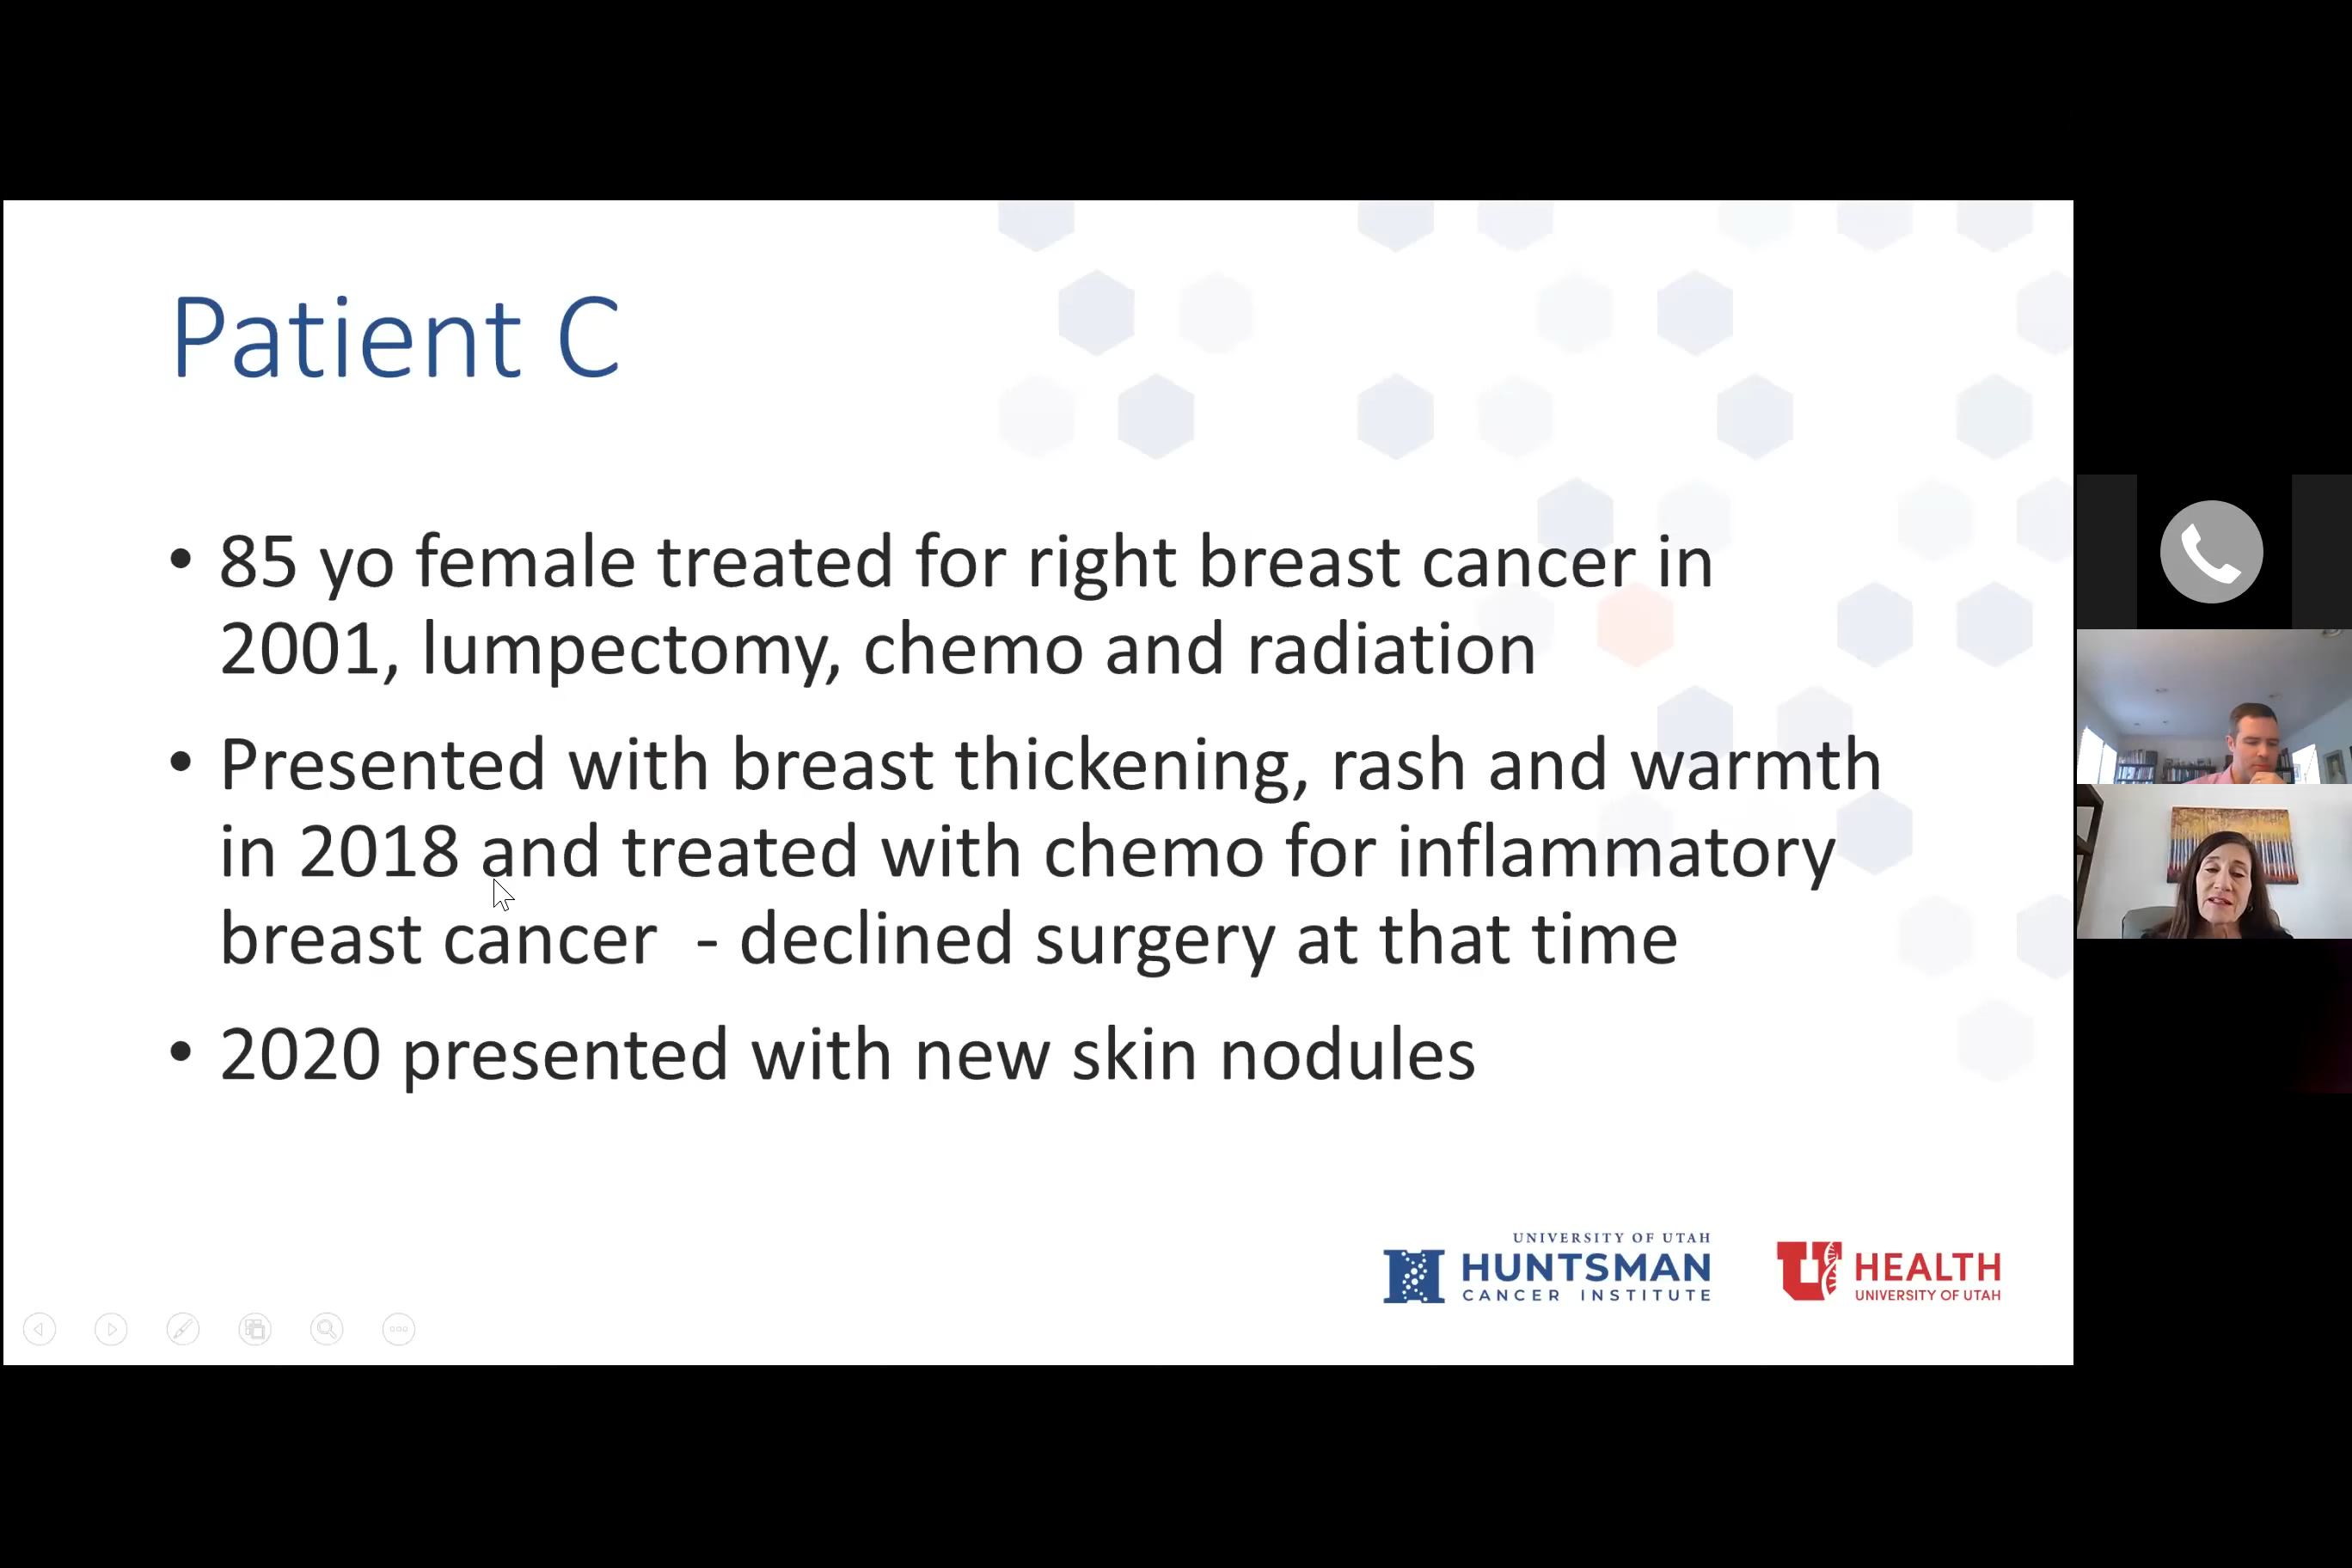 Patient C
• 85 yo female treated for right breast cancer in
2001, lumpectomy, chemo and radiation
• Presented with breast thickening, rash and warmth
in 2018 and treated with chemo for inflammatory
breast cancer - declined surgery at that time
• 2020 presented with new skin nodules
UNIVERSITY OF UTAH
HUNTSMAN
CANCER INSTITUTE
U HEALTH
UNIVERSITY OF UTAH